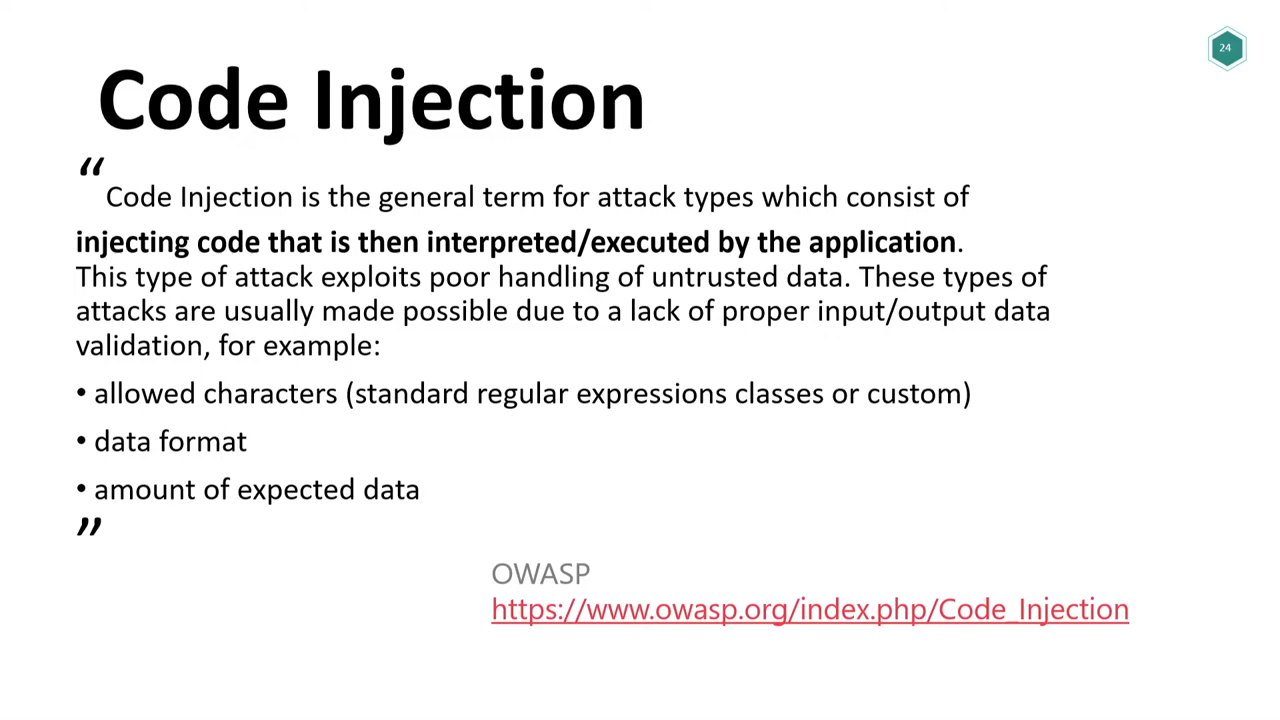 24
Code Injection
“Code Injection is the general term for attack types which consist of
injecting code that is then interpreted/executed by the application.
This type of attack exploits poor handling of untrusted data. These types of
attacks are usually made possible due to a lack of proper input/output data
validation, for example:
• allowed characters (standard regular expressions classes or custom)
• data format
• amount of expected data
”
OWASP
https://www.owasp.org/index.php/Code_Injection